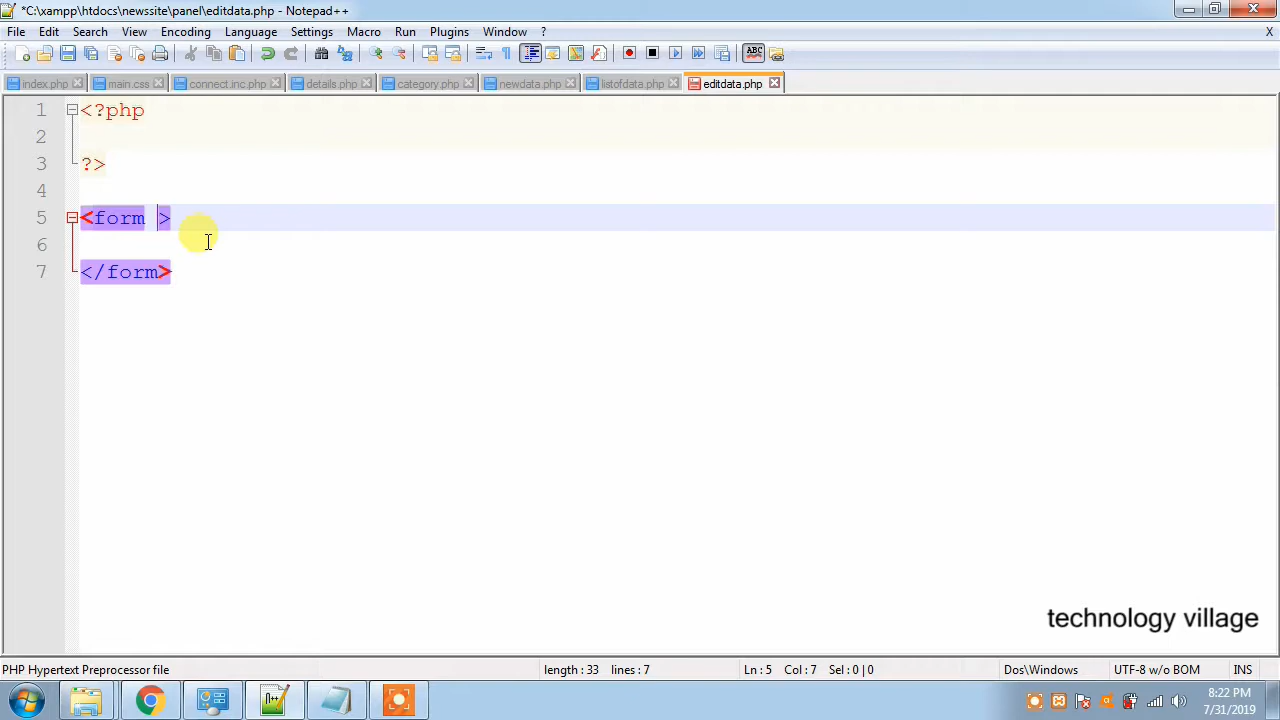 *C:\xampp\htdocs\newssite\panel\editdata.php - Notepad++
File Edit Search View Encoding Language Settings Macro Run Plugins Window ? X
index.php main.css connect.inc.php details.php category.php newdata.php listofdata.php editdata.php
1 <?php
2
3 ?>
4
5 <form >
6
7 </form>
technology village
PHP Hypertext Preprocessor file length : 33 lines : 7 Ln : 5 Col : 7 Sel : 0 | 0 Dos\Windows UTF-8 w/o BOM INS
8:22 PM
7/31/2019